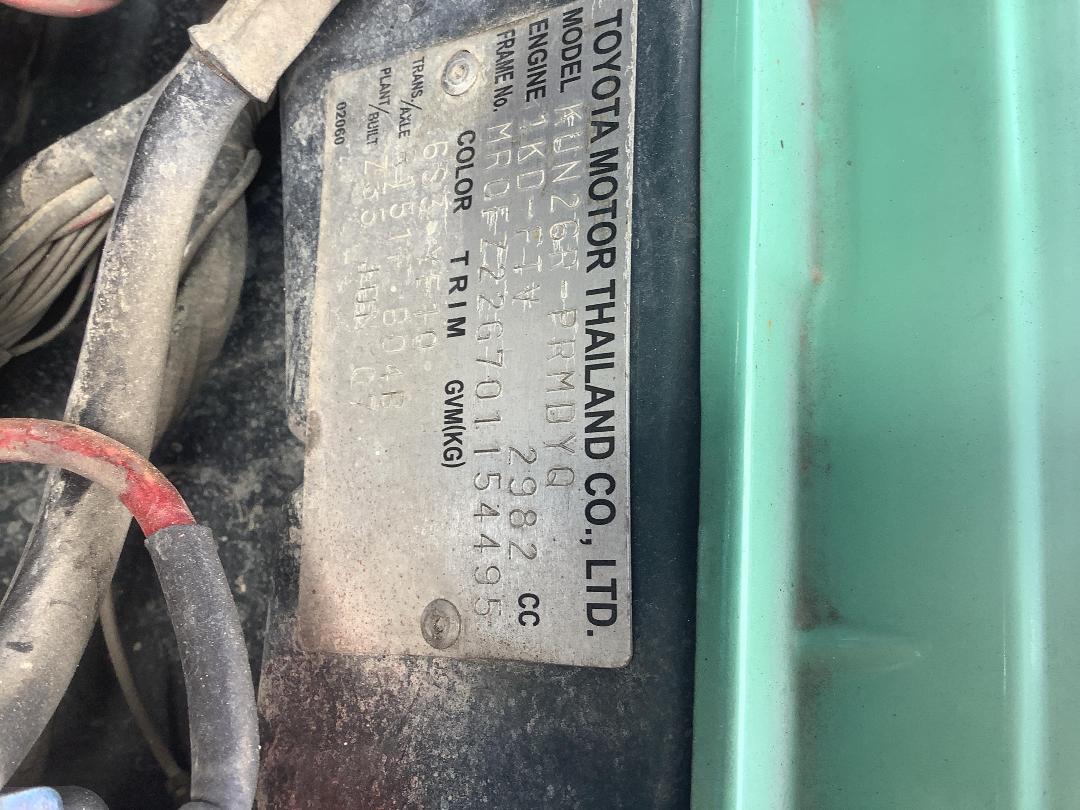 TOYOTA MOTOR THAILAND CO., LTD.
MODEL KUN26R-PRMDYQ
ENGINE 1KD-FTV 2982 CC
FRAME No. MR0FZ22G701154495
COLOR TRIM GVM(KG)
TRANS/AXLE
PLANT/BUILT
02060